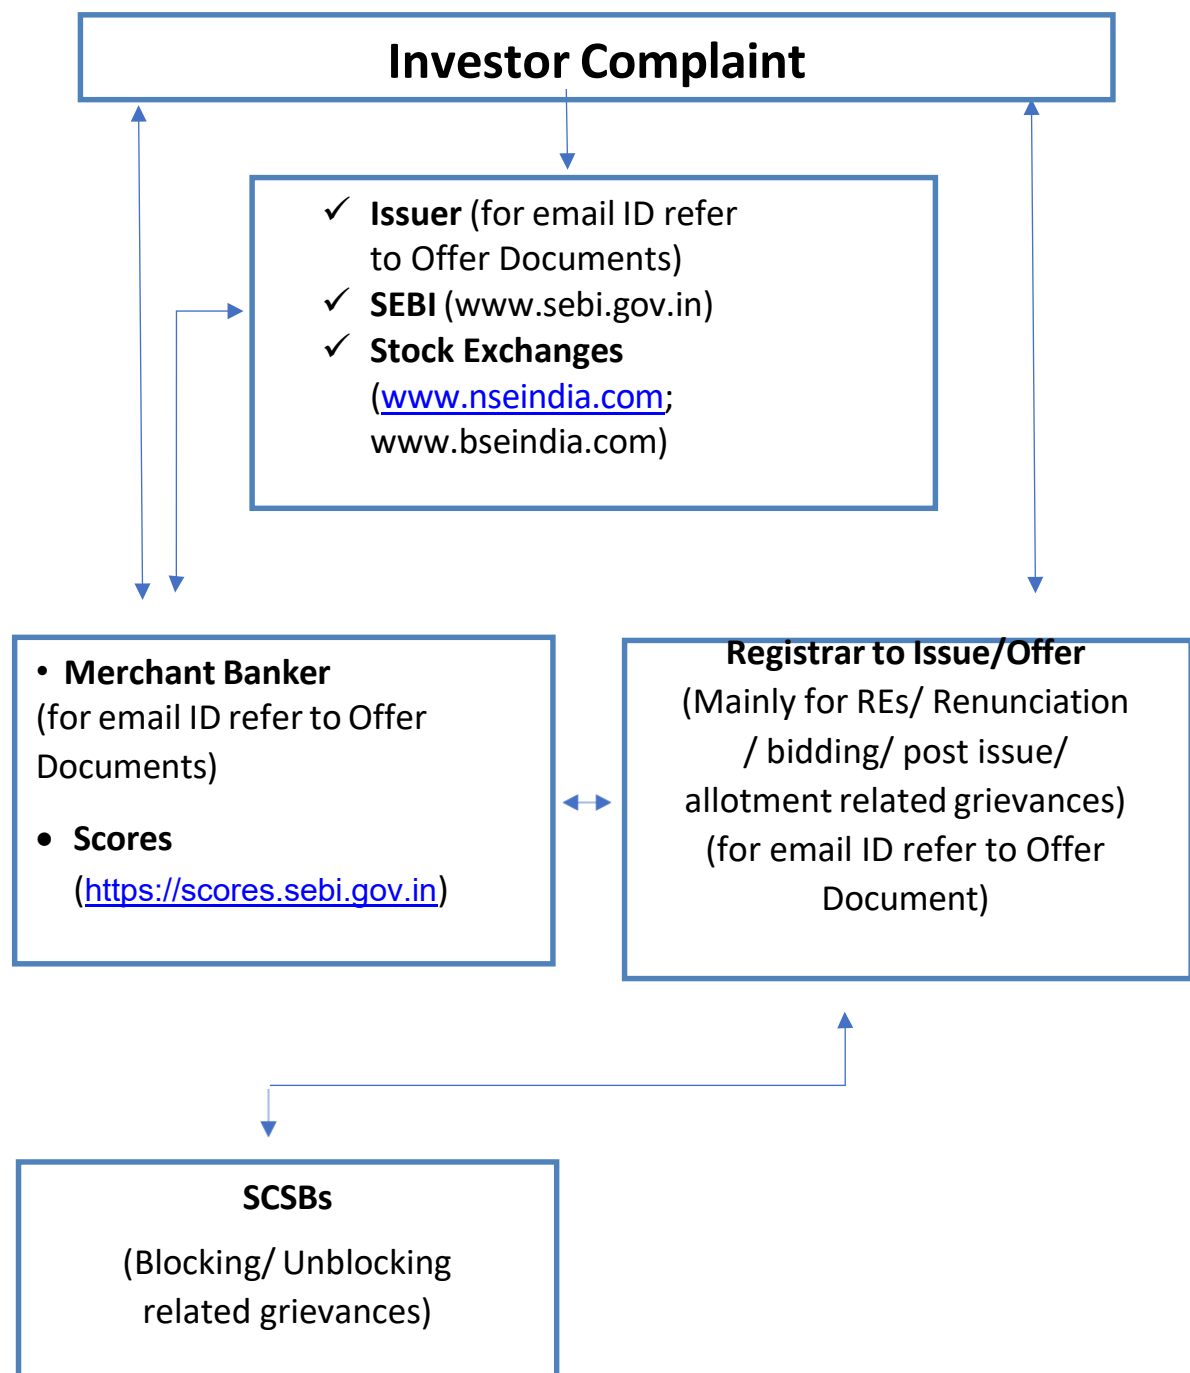 Investor Complaint
✓ Issuer (for email ID refer
to Offer Documents)
✓ SEBI (www.sebi.gov.in)
✓ Stock Exchanges
(www.nseindia.com;
www.bseindia.com)
• Merchant Banker
(for email ID refer to Offer
Documents)
• Scores
(https://scores.sebi.gov.in)
Registrar to Issue/Offer
(Mainly for REs/ Renunciation
/ bidding/ post issue/
allotment related grievances)
(for email ID refer to Offer
Document)
SCSBs
(Blocking/ Unblocking
related grievances)